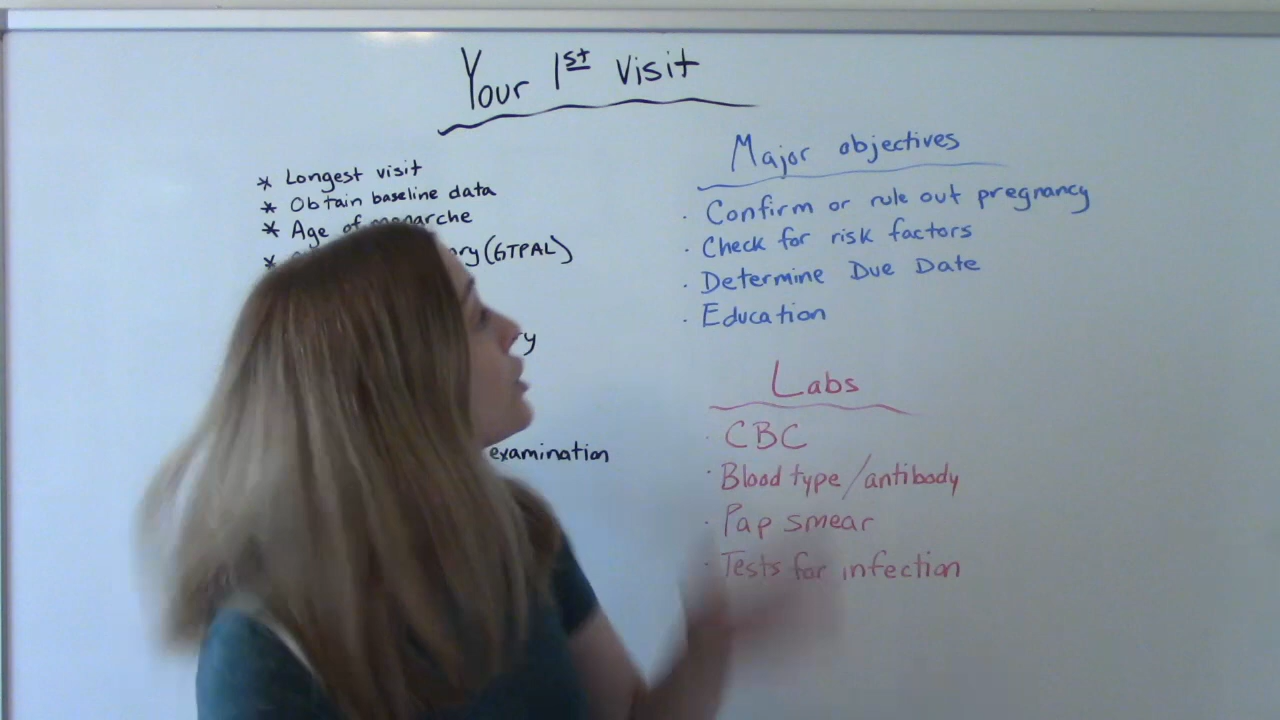 Your 1st visit
* Longest visit
* Obtain baseline data
* Age of menarche
* (GTPAL)
examination
Major objectives
· Confirm or rule out pregnancy
· Check for risk factors
· Determine Due Date
· Education
Labs
· CBC
· Blood type/antibody
· Pap smear
· Tests for infection